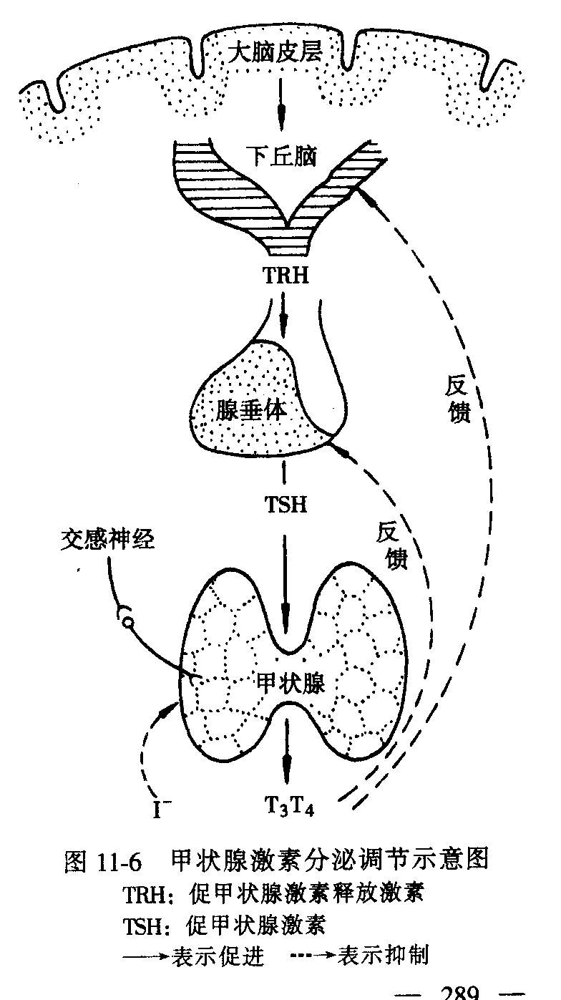 大脑皮层
下丘脑
TRH
反馈
腺垂体
TSH
反馈
交感神经
甲状腺
I⁻
T₃T₄
图 11-6 甲状腺激素分泌调节示意图
TRH：促甲状腺激素释放激素
TSH：促甲状腺激素
——→表示促进 ---→表示抑制
— 289 —